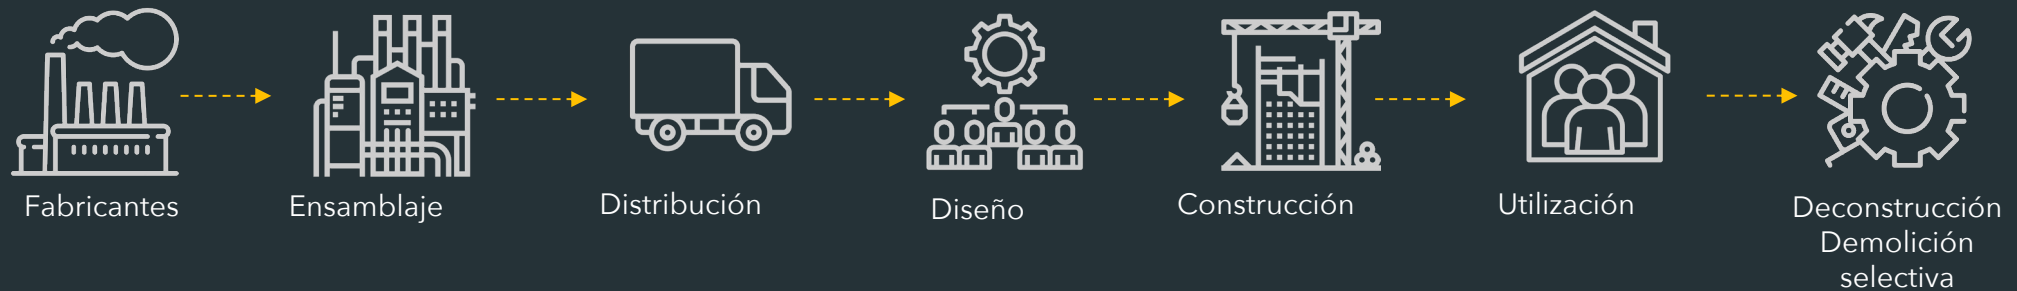 Fabricantes
Ensamblaje
Distribución
Diseño
Construcción
Utilización
Deconstrucción
Demolición
selectiva